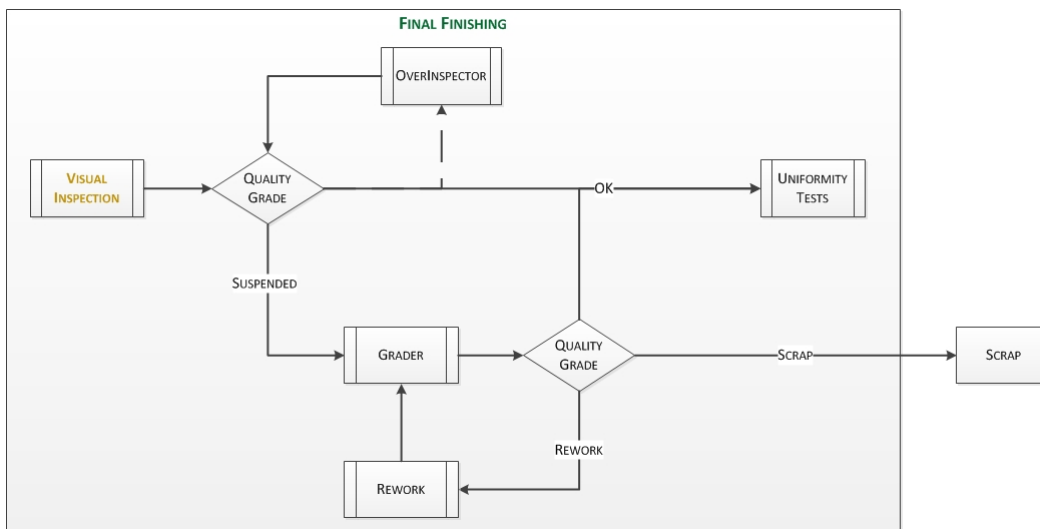 FINAL FINISHING
OVERINSPECTOR
VISUAL
INSPECTION
QUALITY
GRADE
OK
UNIFORMITY
TESTS
SUSPENDED
GRADER
QUALITY
GRADE
SCRAP
SCRAP
REWORK
REWORK